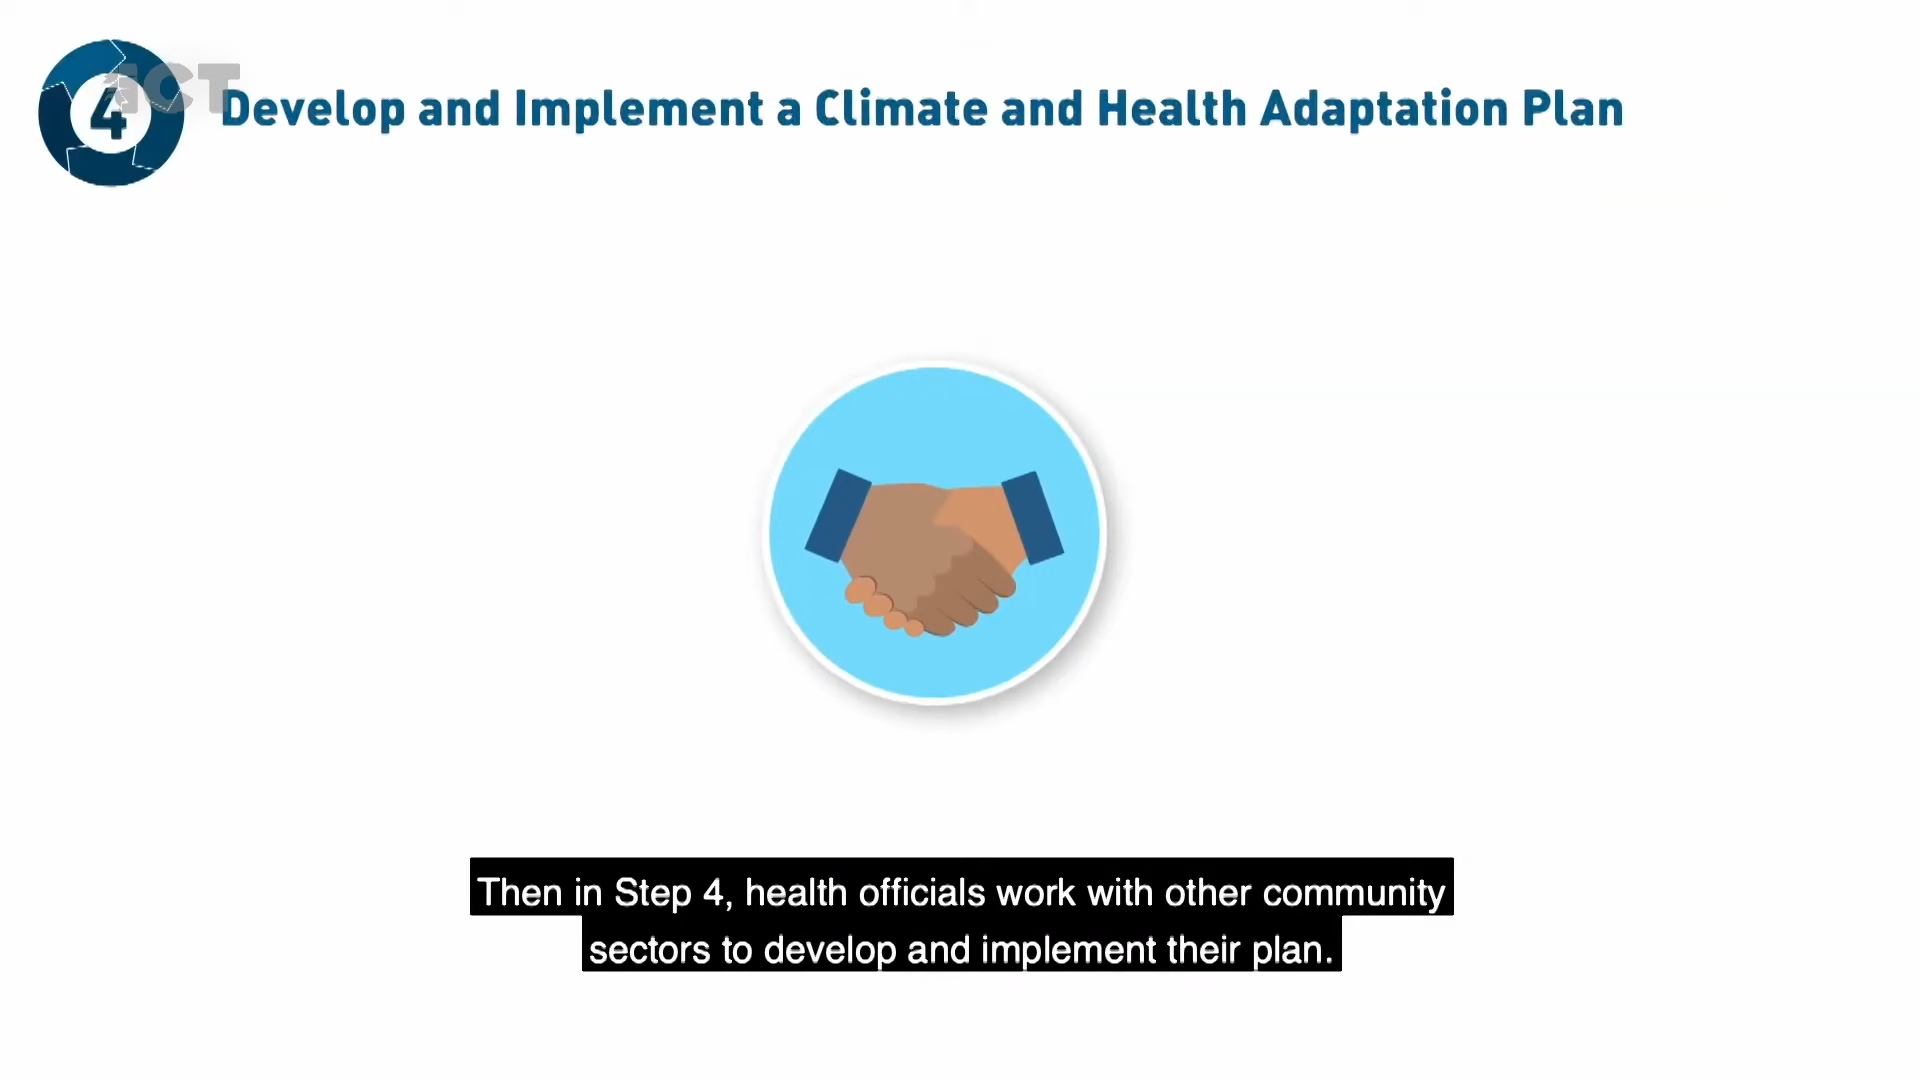 4
ICT
Develop and Implement a Climate and Health Adaptation Plan
Then in Step 4, health officials work with other community
sectors to develop and implement their plan.